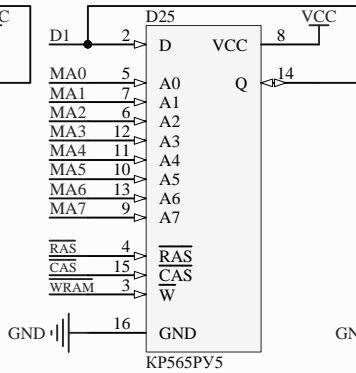 C D25 VCC
D1 2 D VCC 8
Q 14
MA0 5 A0
MA1 7 A1
MA2 6 A2
MA3 12 A3
MA4 11 A4
MA5 10 A5
MA6 13 A6
MA7 9 A7
RAS 4 RAS
CAS 15 CAS
WRAM 3 W
GND 16 GND GN
КР565РУ5